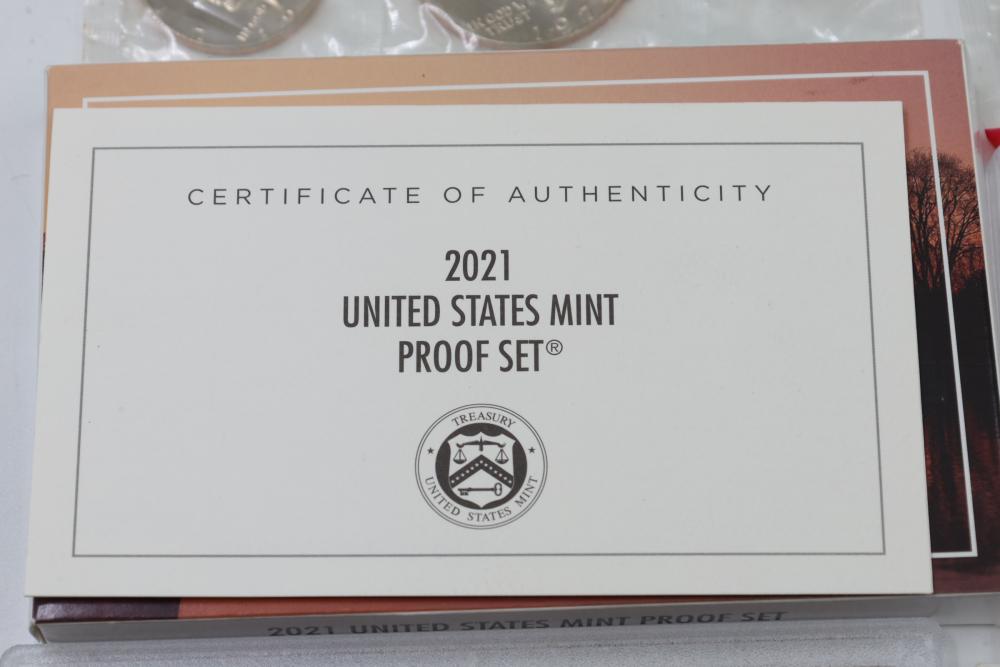 TRUST
CERTIFICATE OF AUTHENTICITY
2021
UNITED STATES MINT
PROOF SET®
TREASURY
UNITED STATES MINT
2021 UNITED STATES MINT PROOF SET